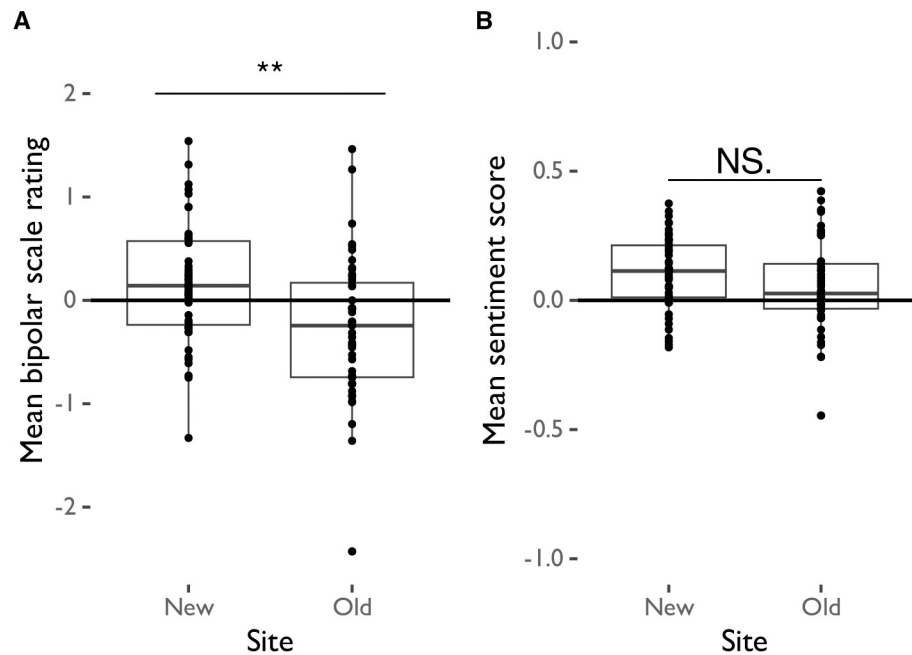 A
**
Mean bipolar scale rating
2
1
0
-1
-2
New Old
Site
B
NS.
Mean sentiment score
1.0
0.5
0.0
-0.5
-1.0
New Old
Site